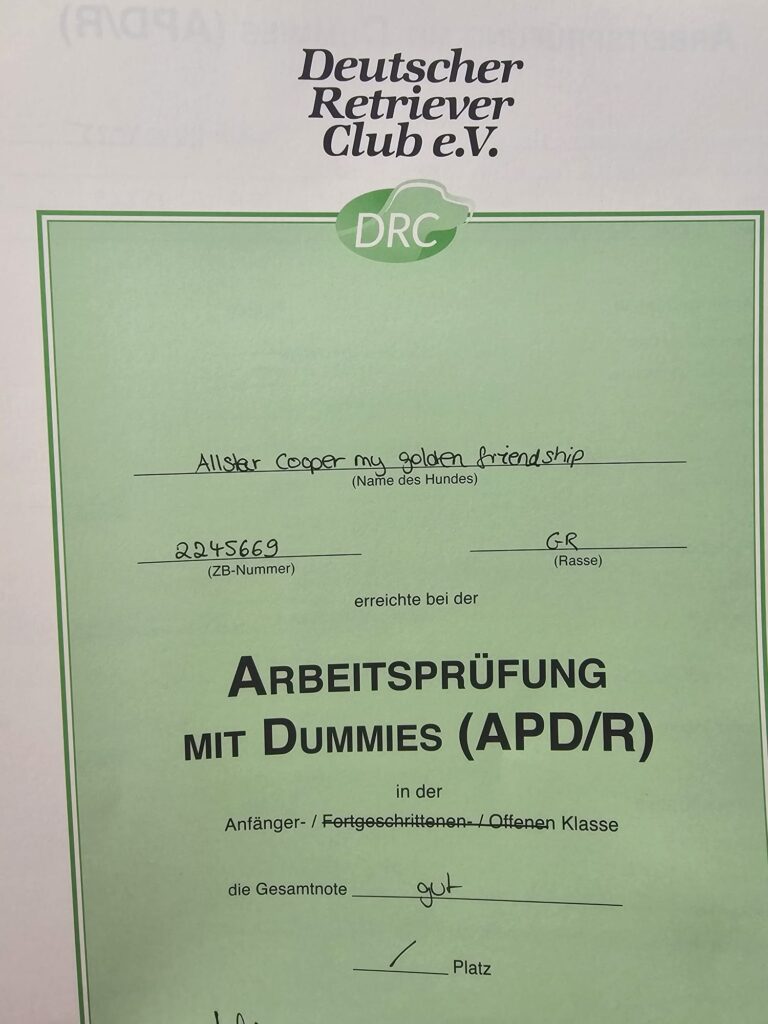 Deutscher
Retriever
Club e.V.
DRC
Allstar Cooper my golden friendship
(Name des Hundes)
2245669 GR
(ZB-Nummer) (Rasse)
erreichte bei der
ARBEITSPRÜFUNG
MIT DUMMIES (APD/R)
in der
Anfänger- / Fortgeschrittenen- / Offenen Klasse
die Gesamtnote gut
/ Platz